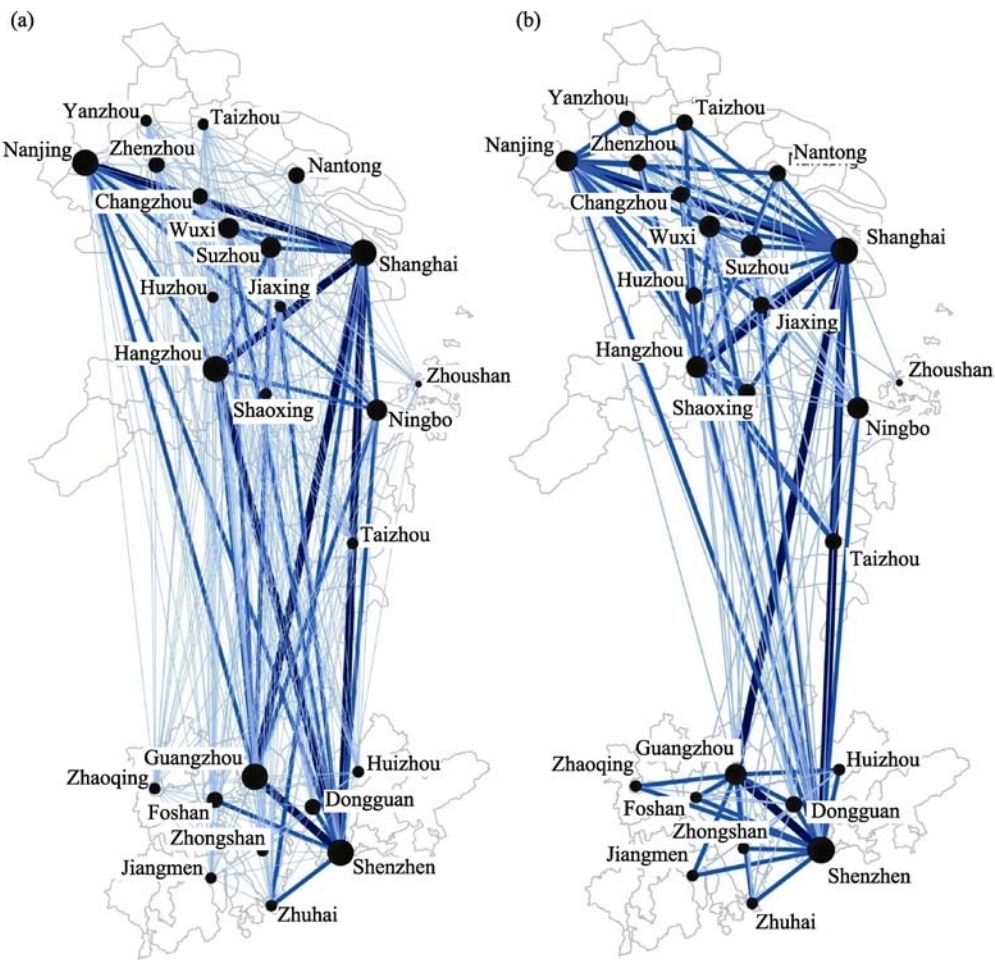 (a)
Yanzhou
Taizhou
Nanjing
Zhenzhou
Nantong
Changzhou
Wuxi
Suzhou
Shanghai
Huzhou
Jiaxing
Hangzhou
Zhoushan
Shaoxing
Ningbo
Taizhou
Guangzhou
Huizhou
Zhaoqing
Foshan
Dongguan
Zhongshan
Jiangmen
Shenzhen
Zhuhai
(b)
Yanzhou
Taizhou
Nanjing
Zhenzhou
Nantong
Changzhou
Wuxi
Shanghai
Suzhou
Huzhou
Jiaxing
Hangzhou
Zhoushan
Shaoxing
Ningbo
Taizhou
Guangzhou
Huizhou
Zhaoqing
Foshan
Dongguan
Zhongshan
Jiangmen
Shenzhen
Zhuhai